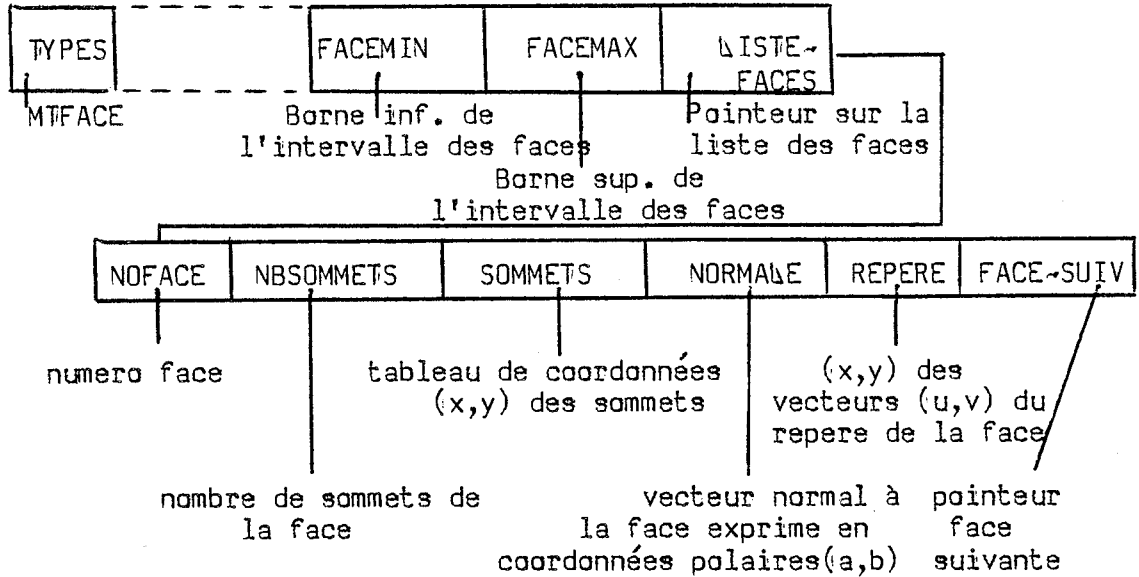 TYPES FACEMIN FACEMAX LISTE-
FACES
MTFACE Borne inf. de Pointeur sur la
l'intervalle des faces liste des faces
Borne sup. de
l'intervalle des faces
NOFACE NBSOMMETS SOMMETS NORMALE REPERE FACE-SUIV
numero face tableau de coordonnées (x,y) des
(x,y) des sommets vecteurs (u,v) du
repere de la face
nombre de sommets de vecteur normal à pointeur
la face la face exprime en face
coordonnées polaires(a,b) suivante